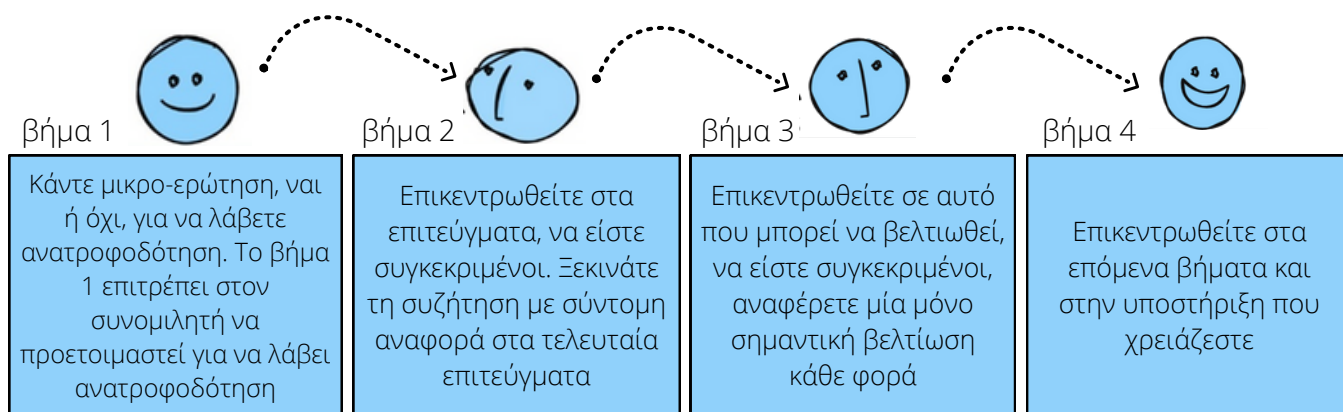 βήμα 1
Κάντε μικρο-ερώτηση, ναι
ή όχι, για να λάβετε
ανατροφοδότηση. Το βήμα
1 επιτρέπει στον
συνομιλητή να
προετοιμαστεί για να λάβει
ανατροφοδότηση
βήμα 2
Επικεντρωθείτε στα
επιτεύγματα, να είστε
συγκεκριμένοι. Ξεκινάτε
τη συζήτηση με σύντομη
αναφορά στα τελευταία
επιτεύγματα
βήμα 3
Επικεντρωθείτε σε αυτό
που μπορεί να βελτιωθεί,
να είστε συγκεκριμένοι,
αναφέρετε μία μόνο
σημαντική βελτίωση
κάθε φορά
βήμα 4
Επικεντρωθείτε στα
επόμενα βήματα και
στην υποστήριξη που
χρειάζεστε